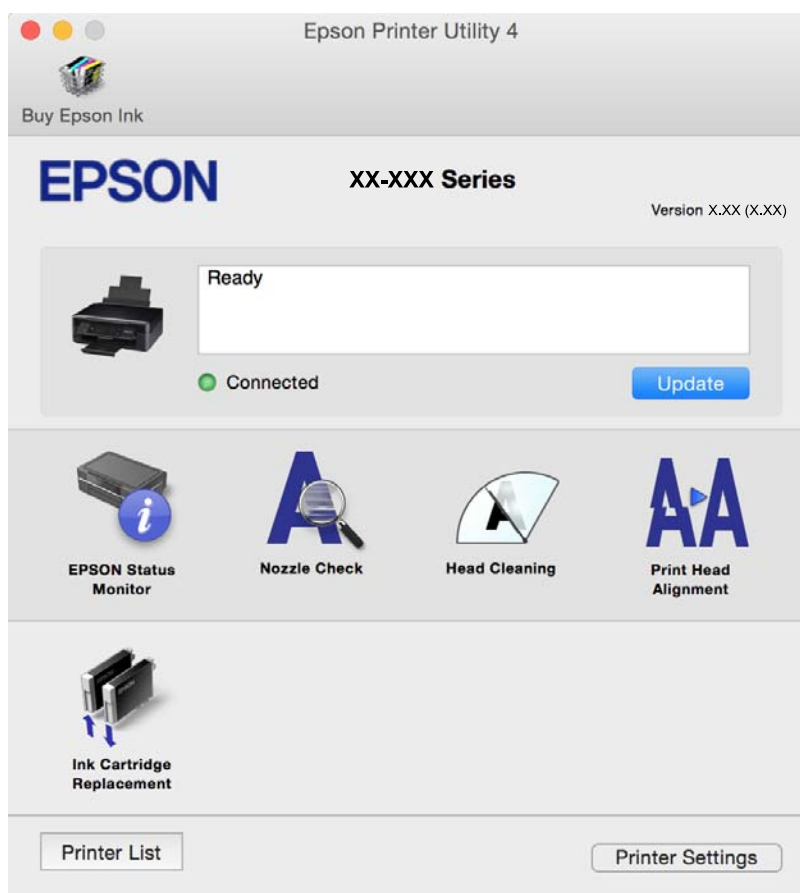 Epson Printer Utility 4
Buy Epson Ink
EPSON
XX-XXX Series
Version X.XX (X.XX)
Ready
Connected
Update
EPSON Status
Monitor
Nozzle Check
Head Cleaning
Print Head
Alignment
Ink Cartridge
Replacement
Printer List
Printer Settings